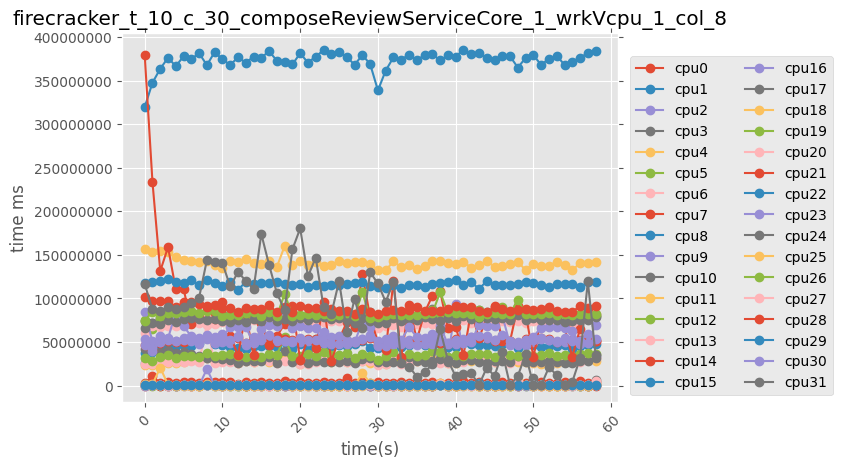 firecracker_t_10_c_30_composeReviewServiceCore_1_wrkVcpu_1_col_8
400000000
350000000
300000000
250000000
200000000
150000000
100000000
50000000
0
time ms
0
10
20
30
40
50
60
time(s)
cpu0
cpu1
cpu2
cpu3
cpu4
cpu5
cpu6
cpu7
cpu8
cpu9
cpu10
cpu11
cpu12
cpu13
cpu14
cpu15
cpu16
cpu17
cpu18
cpu19
cpu20
cpu21
cpu22
cpu23
cpu24
cpu25
cpu26
cpu27
cpu28
cpu29
cpu30
cpu31